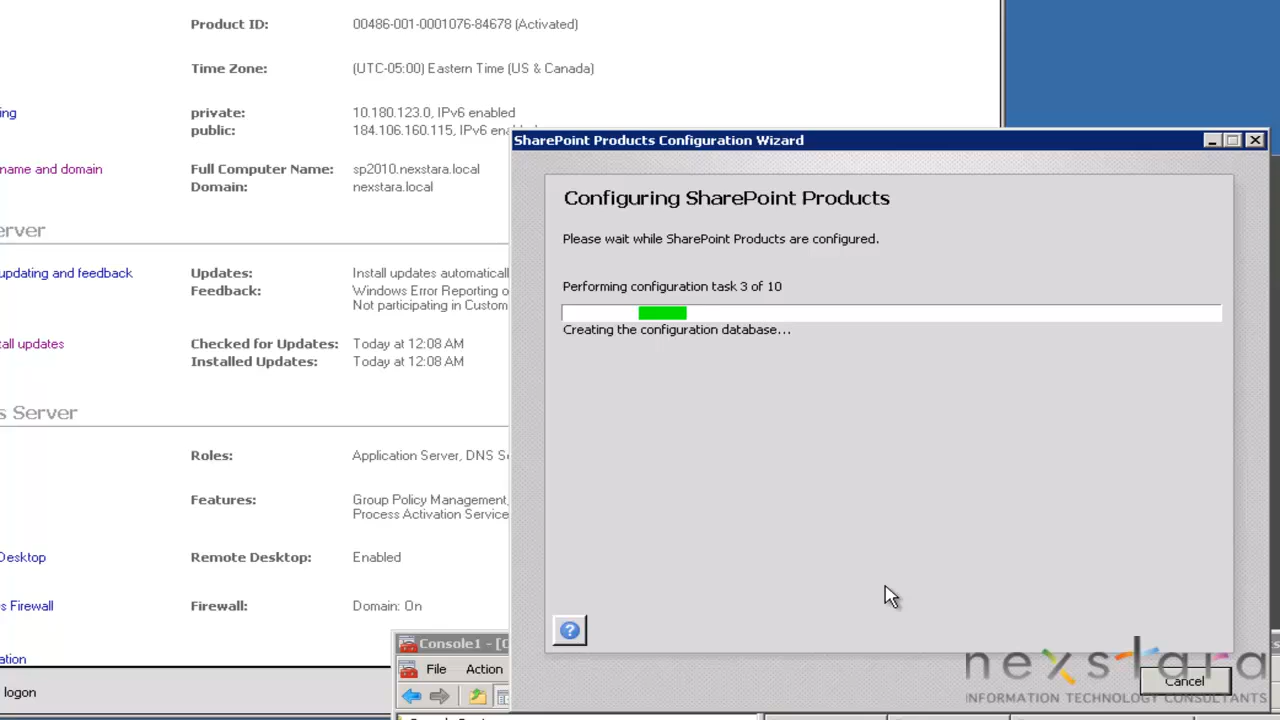 Product ID: 00486-001-0001076-84678 (Activated)
Time Zone: (UTC-05:00) Eastern Time (US & Canada)
ing private: 10.180.123.0, IPv6 enabled
public: 184.106.160.115, IPv6
name and domain Full Computer Name: sp2010.nexstara.local
Domain: nexstara.local
erver
updating and feedback Updates: Install updates automaticall
Feedback: Windows Error Reporting o
Not participating in Custom
tall updates Checked for Updates: Today at 12:08 AM
Installed Updates: Today at 12:08 AM
s Server
Roles: Application Server, DNS Se
Features: Group Policy Management,
Process Activation Service
Desktop Remote Desktop: Enabled
s Firewall Firewall: Domain: On
ation
logon
SharePoint Products Configuration Wizard
Configuring SharePoint Products
Please wait while SharePoint Products are configured.
Performing configuration task 3 of 10
Creating the configuration database...
?
Cancel
Console1 - [C
File Action
nexstara
INFORMATION TECHNOLOGY CONSULTANTS